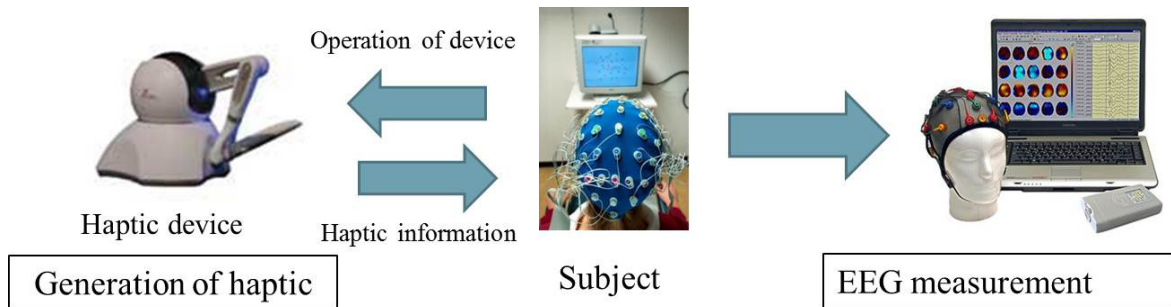 Operation of device
Haptic device
Haptic information
Generation of haptic
Subject
EEG measurement